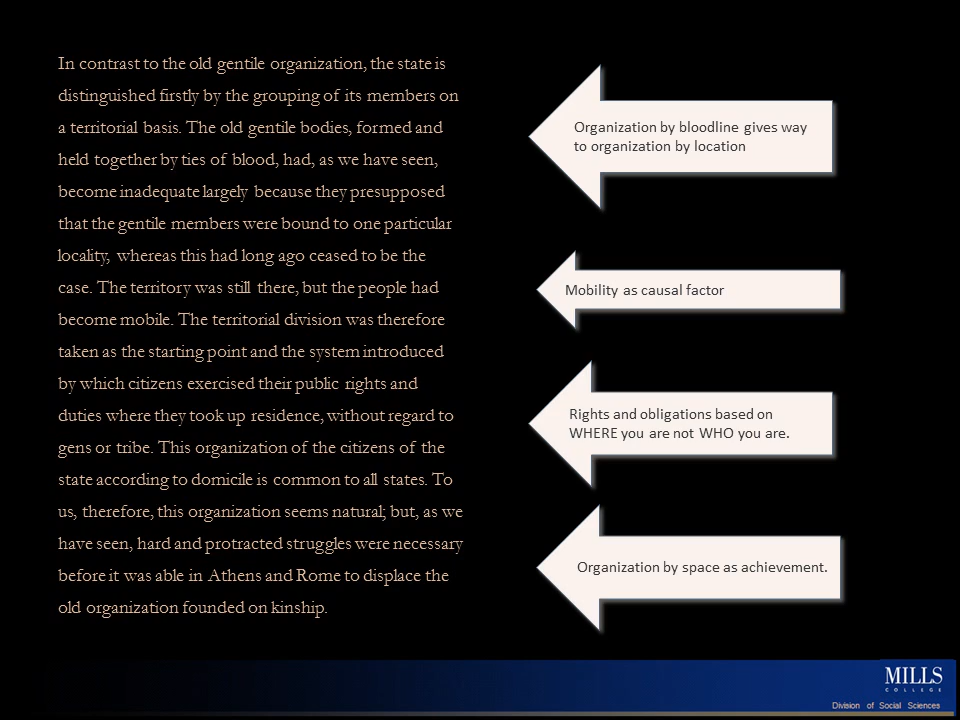 In contrast to the old gentile organization, the state is
distinguished firstly by the grouping of its members on
a territorial basis. The old gentile bodies, formed and
held together by ties of blood, had, as we have seen,
become inadequate largely because they presupposed
that the gentile members were bound to one particular
locality, whereas this had long ago ceased to be the
case. The territory was still there, but the people had
become mobile. The territorial division was therefore
taken as the starting point and the system introduced
by which citizens exercised their public rights and
duties where they took up residence, without regard to
gens or tribe. This organization of the citizens of the
state according to domicile is common to all states. To
us, therefore, this organization seems natural; but, as we
have seen, hard and protracted struggles were necessary
before it was able in Athens and Rome to displace the
old organization founded on kinship.
Organization by bloodline gives way
to organization by location
Mobility as causal factor
Rights and obligations based on
WHERE you are not WHO you are.
Organization by space as achievement.
MILLS
COLLEGE
Division of Social Sciences